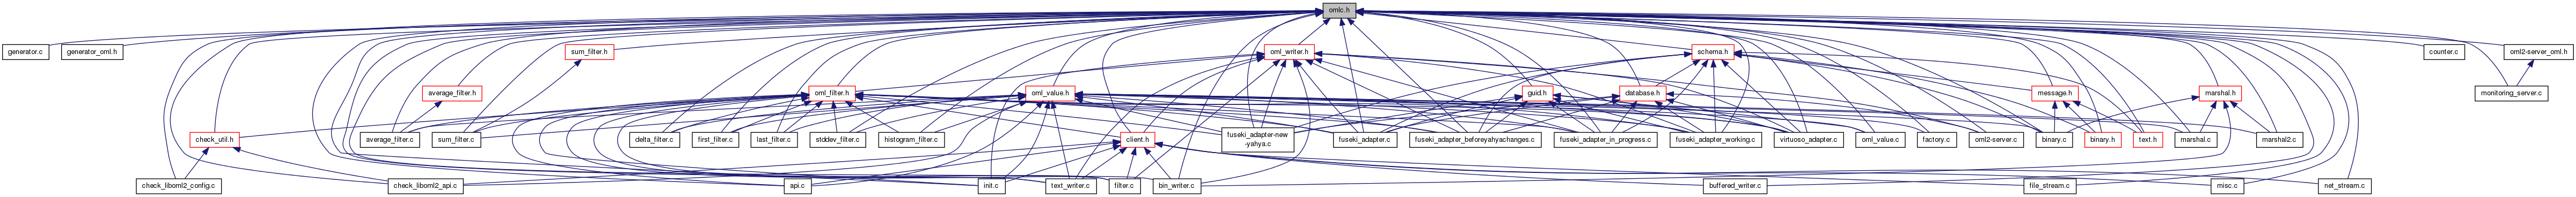 omlc.h
generator.c
generator_oml.h
sum_filter.h
oml_writer.h
schema.h
counter.c
oml2-server_oml.h
average_filter.h
oml_filter.h
oml_value.h
guid.h
database.h
message.h
marshal.h
monitoring_server.c
check_util.h
average_filter.c
sum_filter.c
delta_filter.c
first_filter.c
last_filter.c
stddev_filter.c
histogram_filter.c
client.h
fuseki_adapter-new
-yahya.c
fuseki_adapter.c
fuseki_adapter_beforeyahyachanges.c
fuseki_adapter_in_progress.c
fuseki_adapter_working.c
virtuoso_adapter.c
oml_value.c
factory.c
oml2-server.c
binary.c
binary.h
text.h
marshal.c
marshal2.c
check_liboml2_config.c
check_liboml2_api.c
api.c
init.c
text_writer.c
filter.c
bin_writer.c
buffered_writer.c
file_stream.c
misc.c
net_stream.c